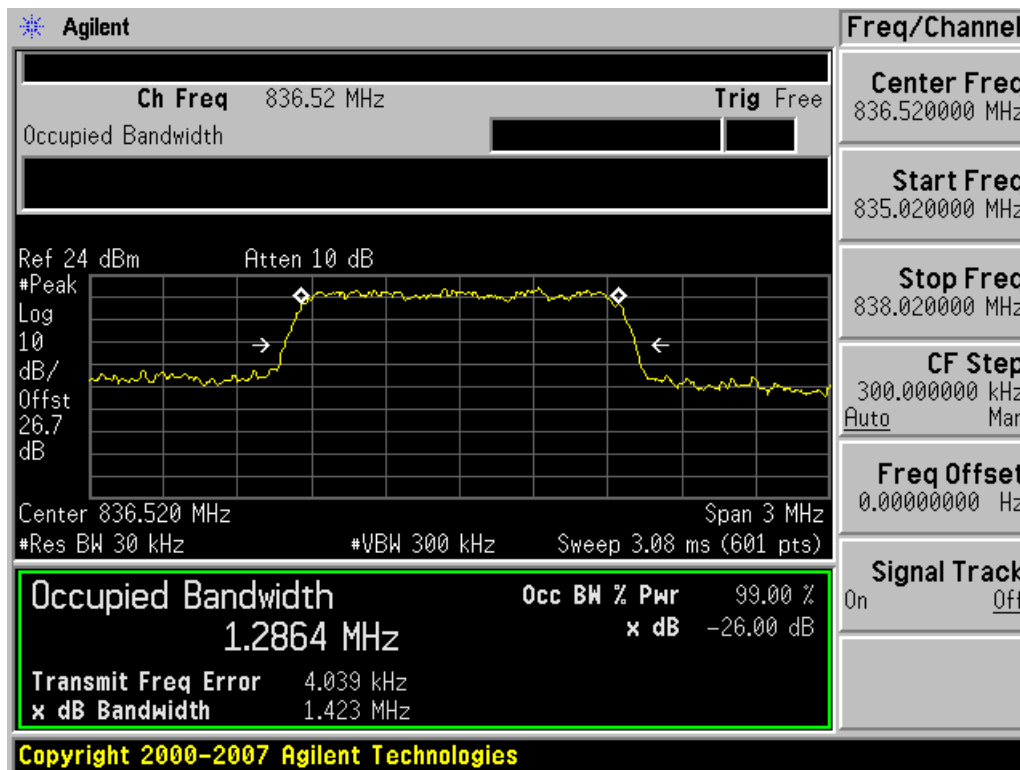 Agilent
Freq/Channel
Ch Freq 836.52 MHz Trig Free
Occupied Bandwidth
Center Freq
836.520000 MHz
Start Freq
835.020000 MHz
Stop Freq
838.020000 MHz
CF Step
300.000000 kHz
Auto Man
Freq Offset
0.00000000 Hz
Signal Track
On Off
Ref 24 dBm Atten 10 dB
#Peak
Log
10
dB/
Offst
26.7
dB
Center 836.520 MHz Span 3 MHz
#Res BW 30 kHz #VBW 300 kHz Sweep 3.08 ms (601 pts)
Occupied Bandwidth
1.2864 MHz
Occ BW % Pwr 99.00 %
x dB -26.00 dB
Transmit Freq Error 4.039 kHz
x dB Bandwidth 1.423 MHz
Copyright 2000-2007 Agilent Technologies